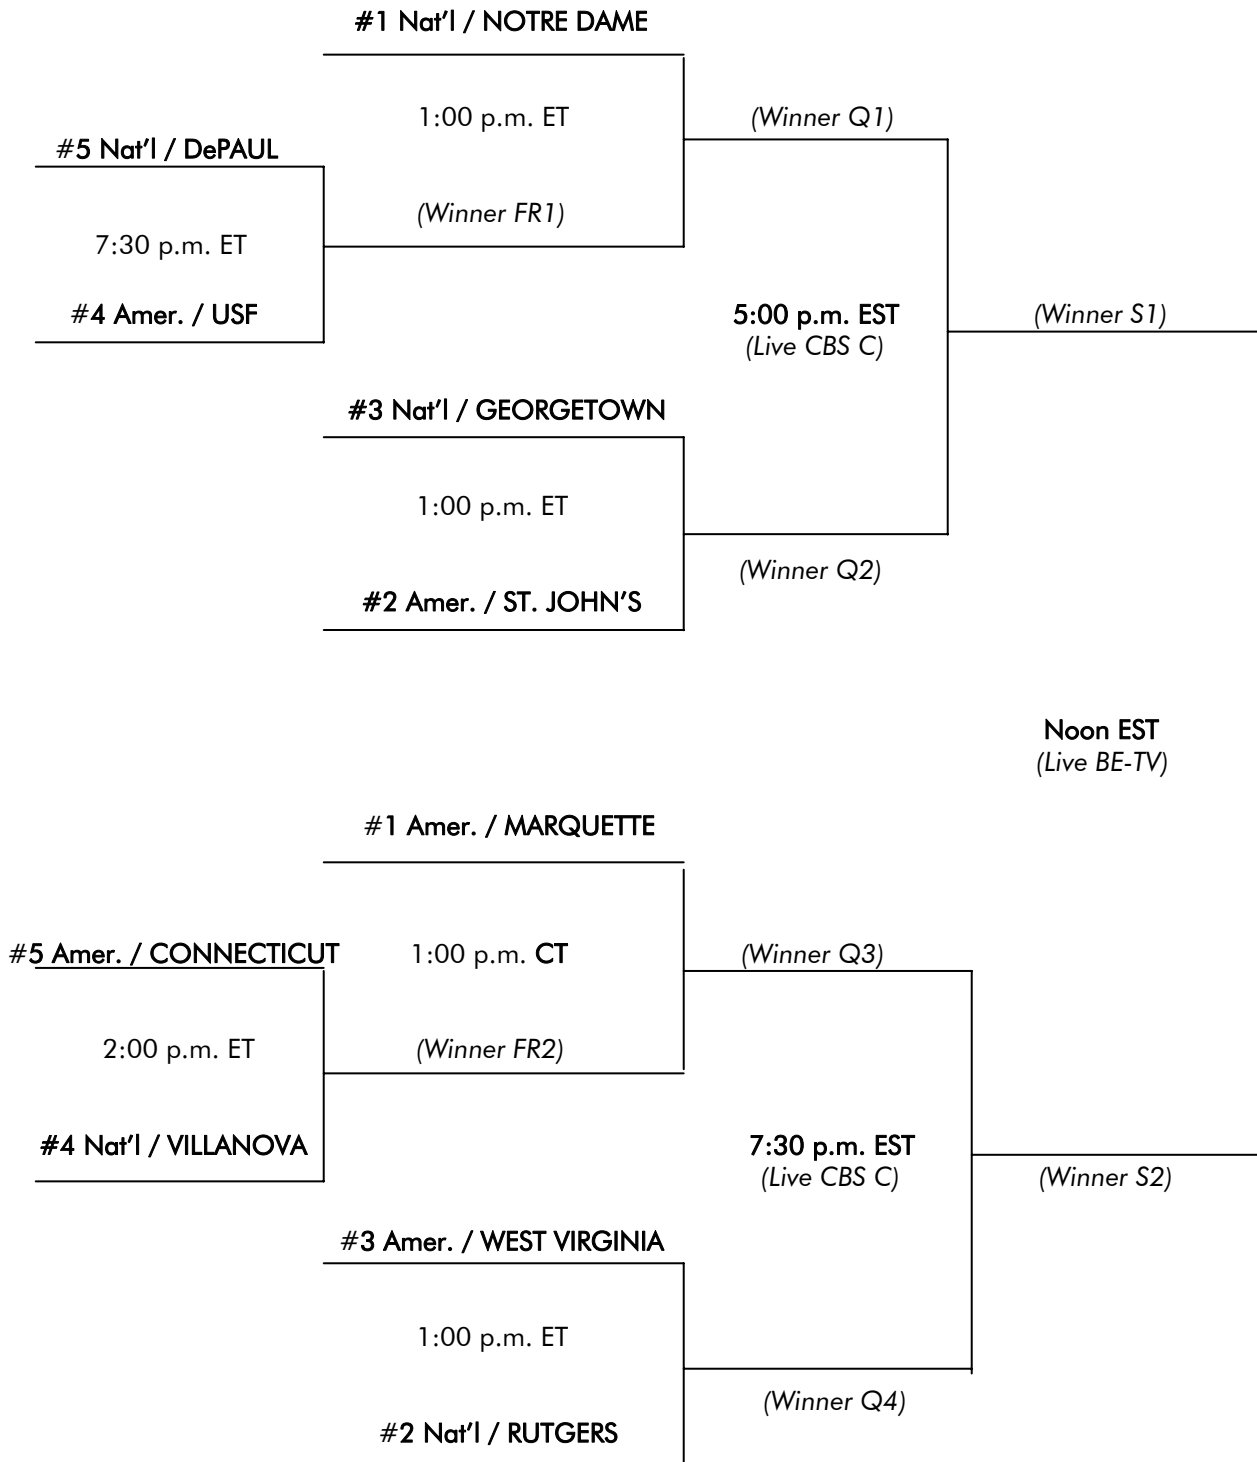 #1 Nat'l / NOTRE DAME
1:00 p.m. ET
(Winner Q1)
#5 Nat'l / DePAUL
(Winner FR1)
7:30 p.m. ET
#4 Amer. / USF
5:00 p.m. EST
(Live CBS C)
(Winner S1)
#3 Nat'l / GEORGETOWN
1:00 p.m. ET
(Winner Q2)
#2 Amer. / ST. JOHN'S
Noon EST
(Live BE-TV)
#1 Amer. / MARQUETTE
#5 Amer. / CONNECTICUT
1:00 p.m. CT
(Winner Q3)
2:00 p.m. ET
(Winner FR2)
#4 Nat'l / VILLANOVA
7:30 p.m. EST
(Live CBS C)
(Winner S2)
#3 Amer. / WEST VIRGINIA
1:00 p.m. ET
(Winner Q4)
#2 Nat'l / RUTGERS